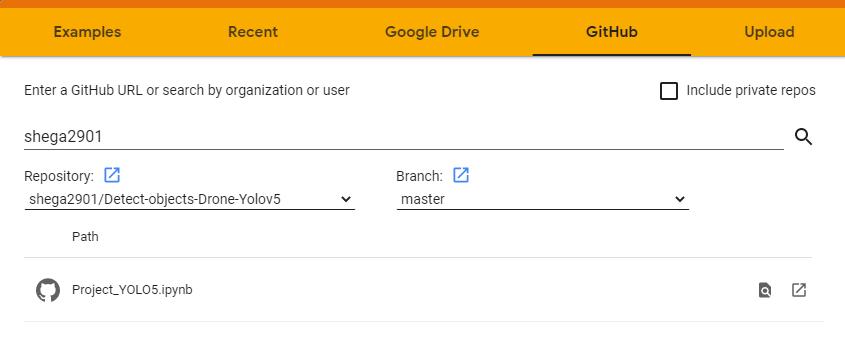 Examples Recent Google Drive GitHub Upload
Enter a GitHub URL or search by organization or user Include private repos
shega2901
Repository: Branch:
shega2901/Detect-objects-Drone-Yolov5 master
Path
Project_YOLO5.ipynb